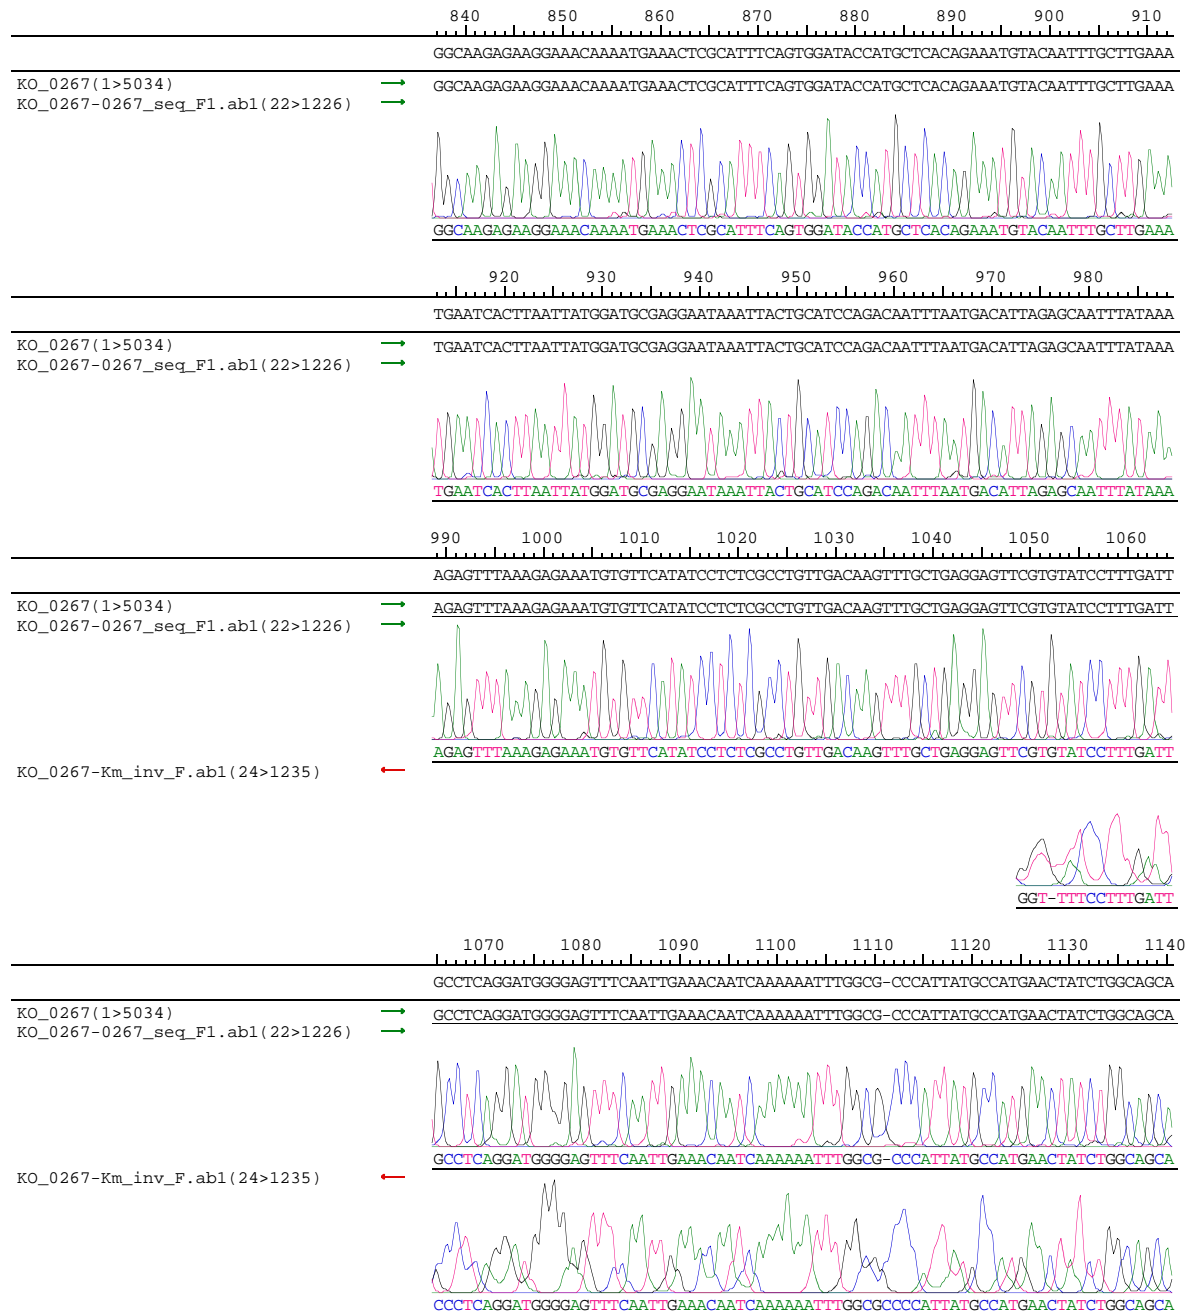 840 850 860 870 880 890 900 910
GGCAAGAGAAGGAAACAAAATGAAACTCGCATTTCAGTGGATACCATGCTCACAGAAATGTACAATTTGCTTGAAA
KO_0267(1>5034) GGCAAGAGAAGGAAACAAAATGAAACTCGCATTTCAGTGGATACCATGCTCACAGAAATGTACAATTTGCTTGAAA
KO_0267-0267_seq_F1.ab1(22>1226)
GGCAAGAGAAGGAAACAAAATGAAACTCGCATTTCAGTGGATACCATGCTCACAGAAATGTACAATTTGCTTGAAA
920 930 940 950 960 970 980
TGAATCACTTAATTATGGATGCGAGGAATAAATTACTGCATCCAGACAATTTAATGACATTAGAGCAATTTATAAA
KO_0267(1>5034) TGAATCACTTAATTATGGATGCGAGGAATAAATTACTGCATCCAGACAATTTAATGACATTAGAGCAATTTATAAA
KO_0267-0267_seq_F1.ab1(22>1226)
TGAATCACTTAATTATGGATGCGAGGAATAAATTACTGCATCCAGACAATTTAATGACATTAGAGCAATTTATAAA
990 1000 1010 1020 1030 1040 1050 1060
AGAGTTTAAAGAGAAATGTGTTCATATCCTCTCGCCTGTTGACAAGTTTGCTGAGGAGTTCGTGTATCCTTTGATT
KO_0267(1>5034) AGAGTTTAAAGAGAAATGTGTTCATATCCTCTCGCCTGTTGACAAGTTTGCTGAGGAGTTCGTGTATCCTTTGATT
KO_0267-0267_seq_F1.ab1(22>1226)
AGAGTTTAAAGAGAAATGTGTTCATATCCTCTCGCCTGTTGACAAGTTTGCTGAGGAGTTCGTGTATCCTTTGATT
KO_0267-Km_inv_F.ab1(24>1235)
GGT-TTTCCTTTGATT
1070 1080 1090 1100 1110 1120 1130 1140
GCCTCAGGATGGGGAGTTTCAATTGAAACAATCAAAAAATTTGGCG-CCCATTATGCCATGAACTATCTGGCAGCA
KO_0267(1>5034) GCCTCAGGATGGGGAGTTTCAATTGAAACAATCAAAAAATTTGGCG-CCCATTATGCCATGAACTATCTGGCAGCA
KO_0267-0267_seq_F1.ab1(22>1226)
GCCTCAGGATGGGGAGTTTCAATTGAAACAATCAAAAAATTTGGCG-CCCATTATGCCATGAACTATCTGGCAGCA
KO_0267-Km_inv_F.ab1(24>1235)
CCCTCAGGATGGGGAGTTTCAATTGAAACAATCAAAAAATTTGGCGCCCCATTATGCCATGAACTATCTGGCAGCA